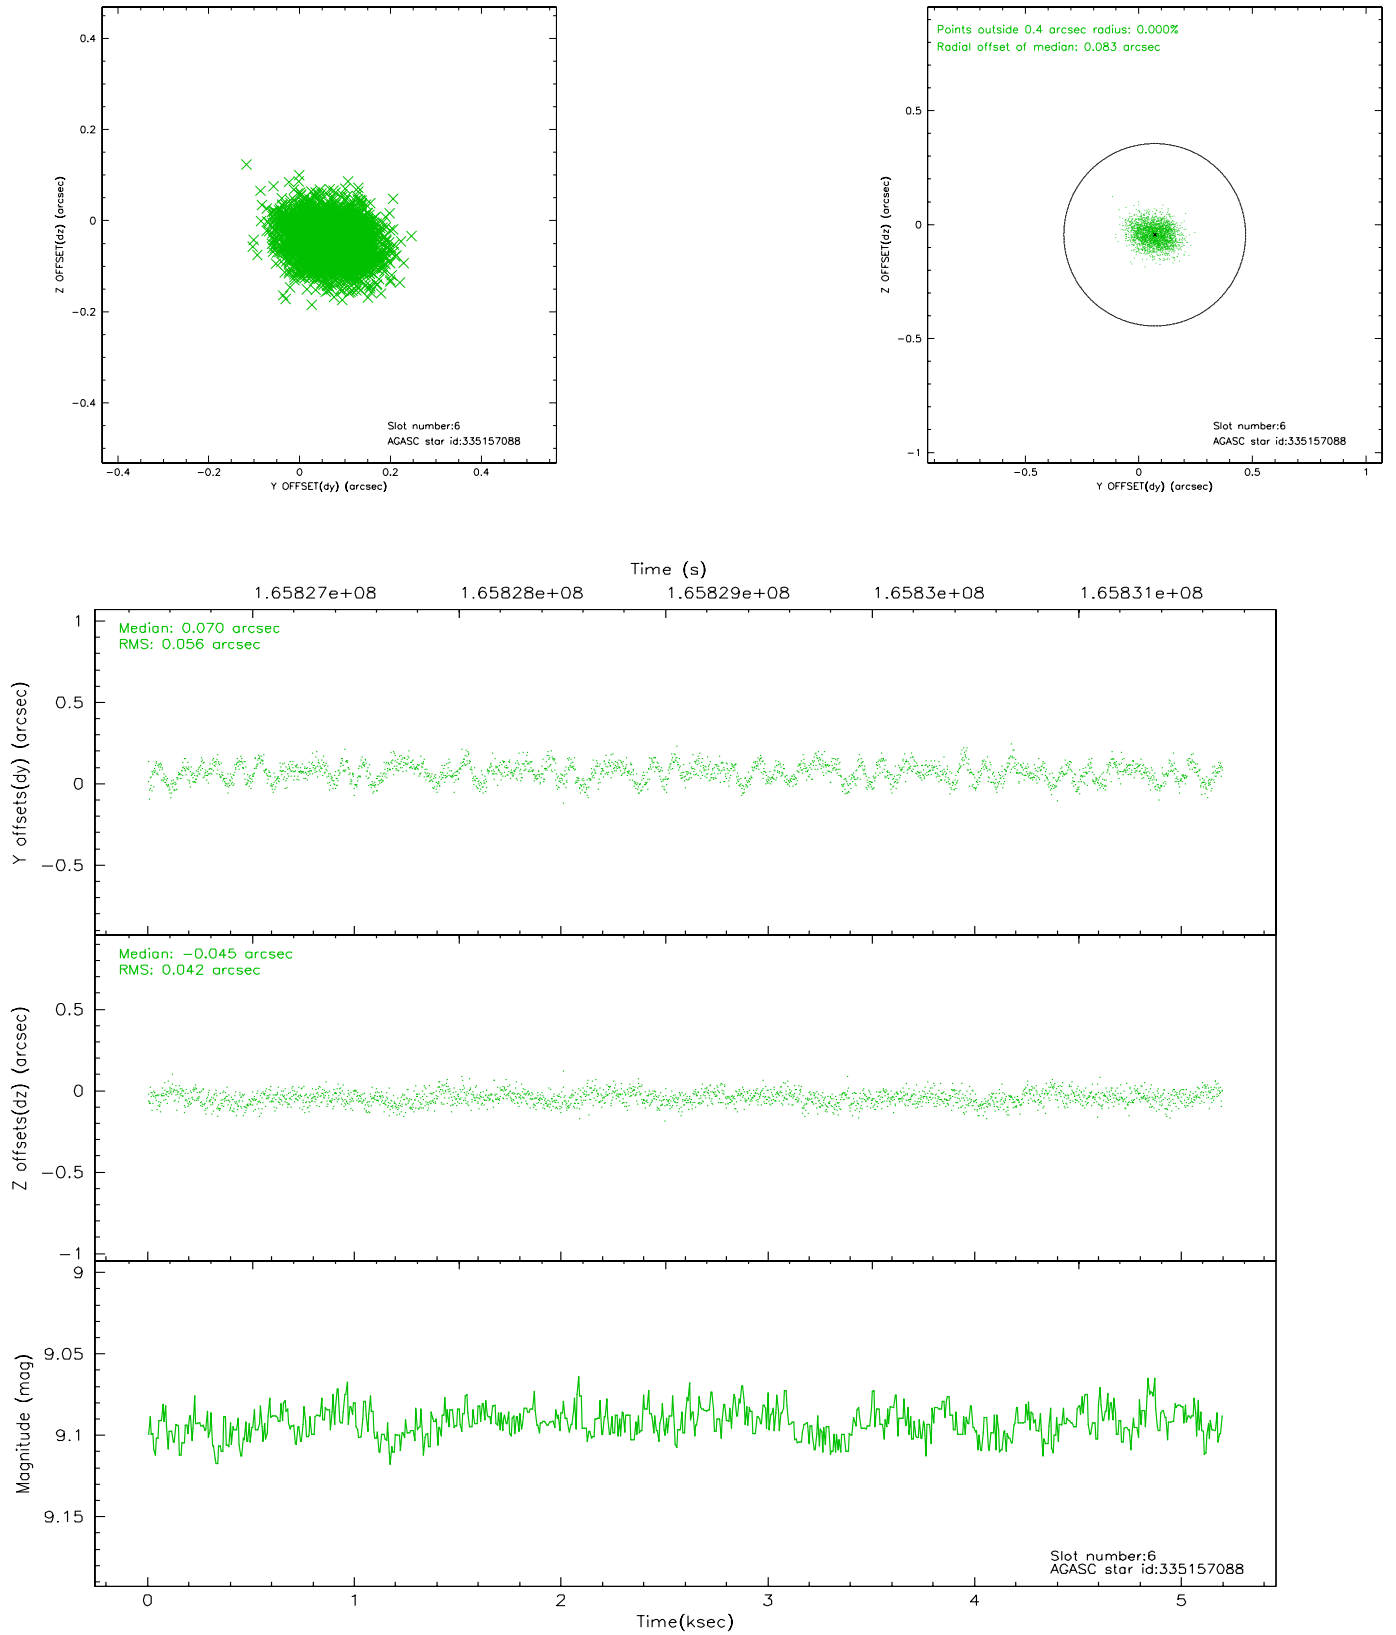 0.4
0.2
0
−0.2
−0.4
Z OFFSET(dz) (arcsec)
Slot number:6
AGASC star id:335157088
−0.4 −0.2 0 0.2 0.4
Y OFFSET(dy) (arcsec)
Points outside 0.4 arcsec radius: 0.000%
Radial offset of median: 0.083 arcsec
0.5
0
−0.5
−1
Z OFFSET(dz) (arcsec)
Slot number:6
AGASC star id:335157088
−0.5 0 0.5 1
Y OFFSET(dy) (arcsec)
Time (s)
1.65827e+08 1.65828e+08 1.65829e+08 1.6583e+08 1.65831e+08
Median: 0.070 arcsec
RMS: 0.056 arcsec
1
0.5
0
−0.5
Y offsets(dy) (arcsec)
Median: −0.045 arcsec
RMS: 0.042 arcsec
0.5
0
−0.5
−1
Z offsets(dz) (arcsec)
9
9.05
9.1
9.15
Magnitude (mag)
Slot number:6
AGASC star id:335157088
0 1 2 3 4 5
Time(ksec)